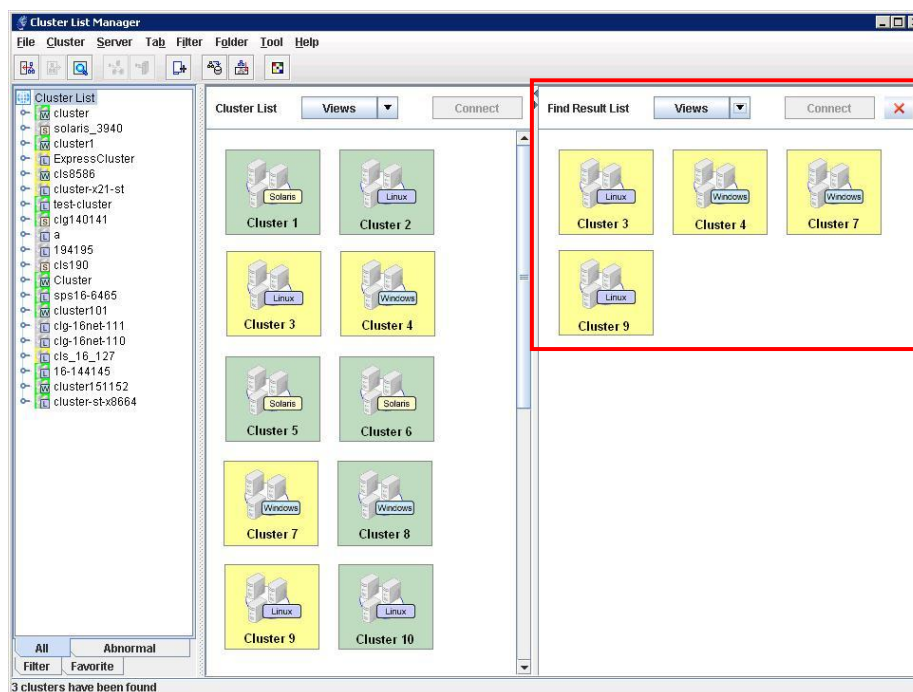 Cluster List Manager
File Cluster Server Tab Filter Folder Tool Help
Cluster List
cluster
solaris_3940
cluster1
ExpressCluster
cls8586
cluster-x21-st
test-cluster
clg140141
a
194195
cls190
Cluster
sps16-6465
cluster101
clg-16net-111
clg-16net-110
cls_16_127
16-144145
cluster151152
cluster-st-x8664
All Abnormal
Filter Favorite
Cluster List Views Connect
Solaris Linux
Cluster 1 Cluster 2
Linux Windows
Cluster 3 Cluster 4
Solaris Solaris
Cluster 5 Cluster 6
Windows Windows
Cluster 7 Cluster 8
Linux Linux
Cluster 9 Cluster 10
Find Result List Views Connect
Linux Windows Windows
Cluster 3 Cluster 4 Cluster 7
Linux
Cluster 9
3 clusters have been found